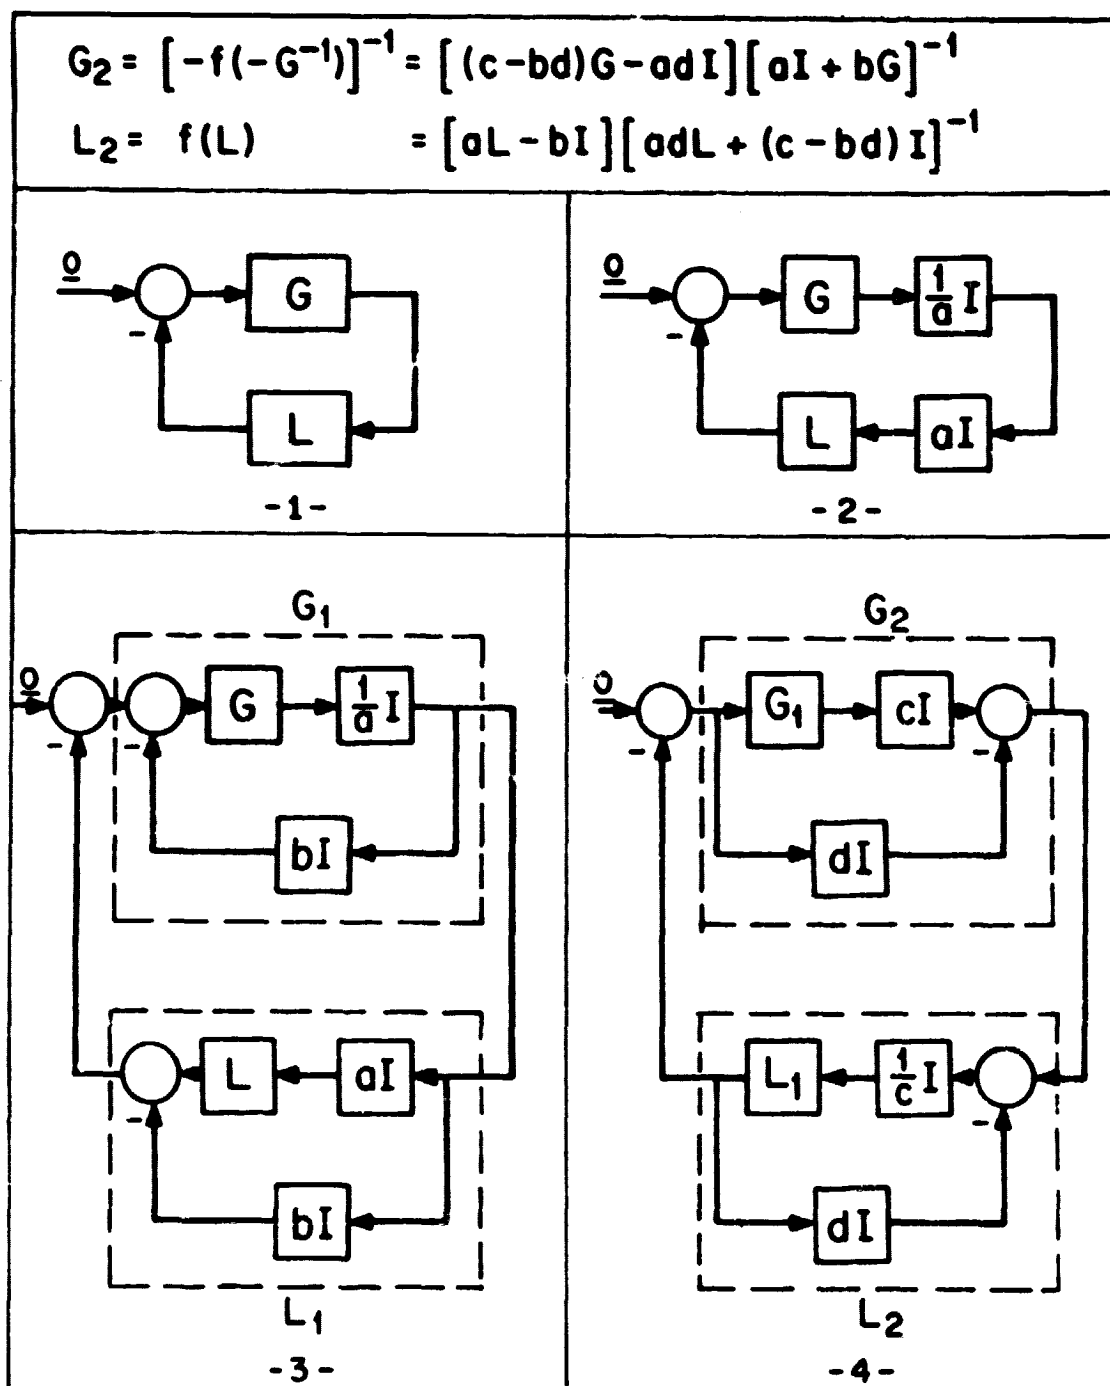 G₂ = [-f(-G⁻¹)]⁻¹ = [(c-bd)G-adI][aI + bG]⁻¹
L₂ = f(L) = [aL-bI][adL + (c-bd)I]⁻¹
0
G
-
L
-1-
0
G
1/a I
-
L
aI
-2-
G₁
0
G
1/a I
-
-
bI
L
aI
-
bI
L₁
-3-
G₂
0
G₁
cI
-
-
dI
L₁
1/c I
-
dI
L₂
-4-